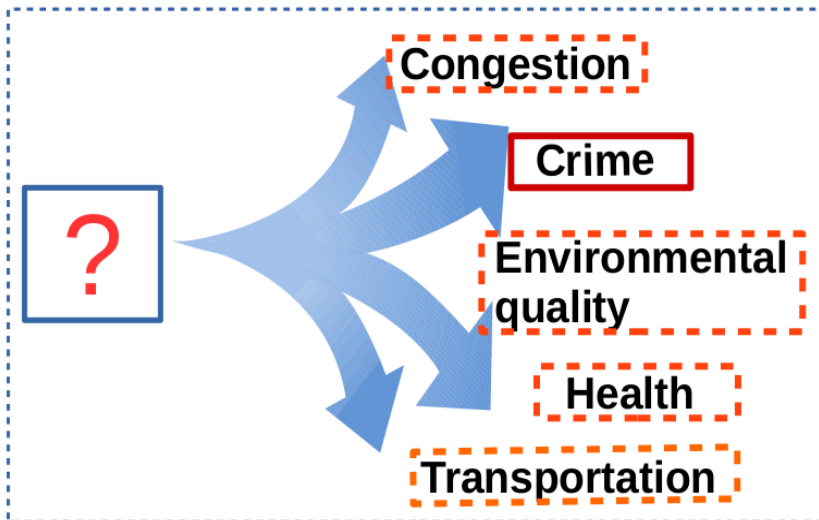 Congestion
Crime
?
Environmental
quality
Health
Transportation